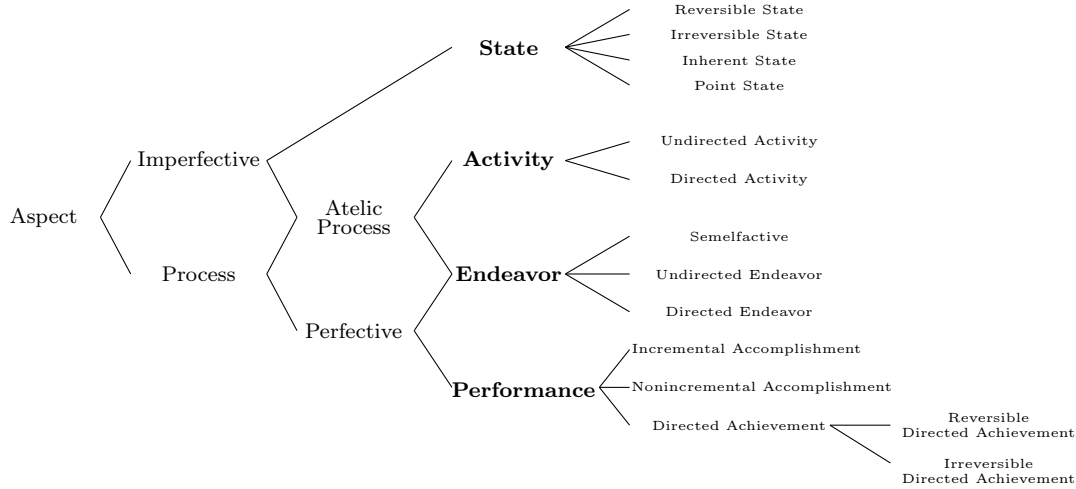 Aspect
Imperfective
Process
Atelic
Process
Perfective
State
Activity
Endeavor
Performance
Reversible State
Irreversible State
Inherent State
Point State
Undirected Activity
Directed Activity
Semelfactive
Undirected Endeavor
Directed Endeavor
Incremental Accomplishment
Nonincremental Accomplishment
Directed Achievement
Reversible
Directed Achievement
Irreversible
Directed Achievement